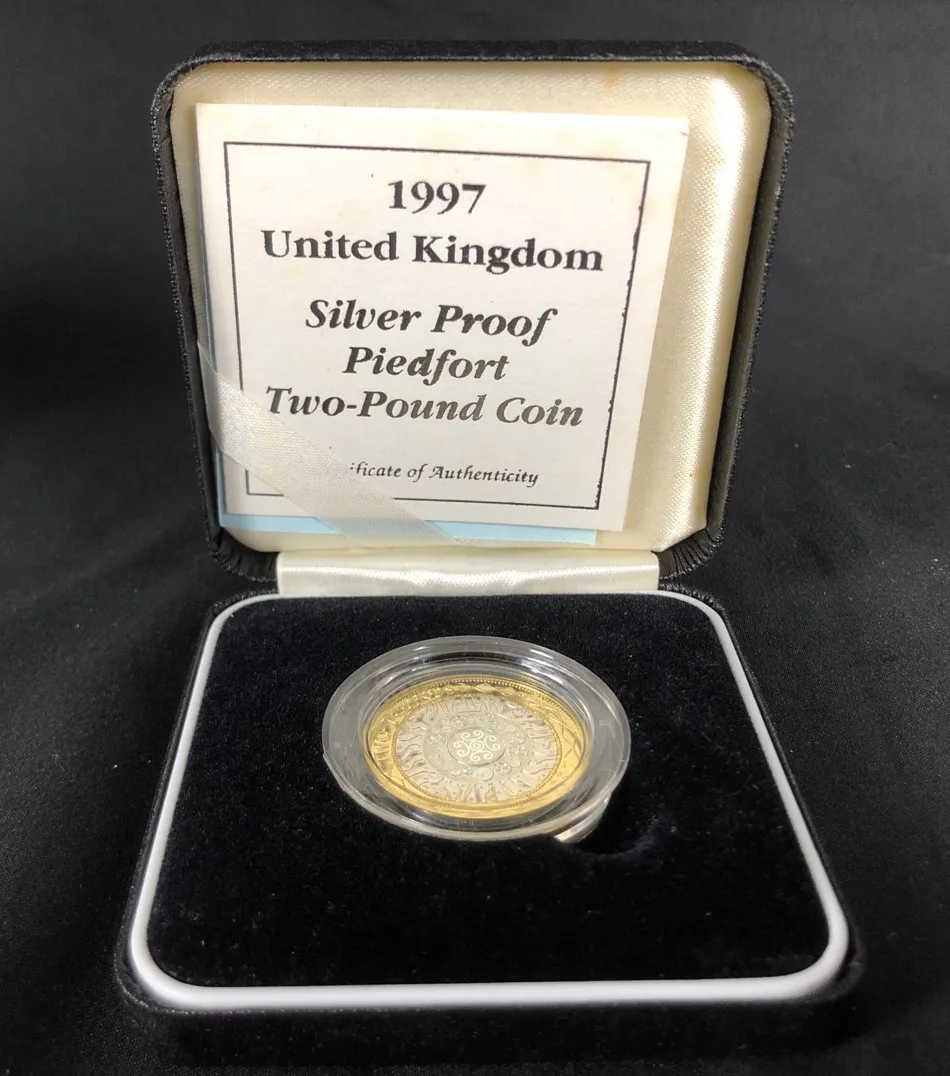 1997
United Kingdom
Silver Proof
Piedfort
Two-Pound Coin
ificate of Authenticity